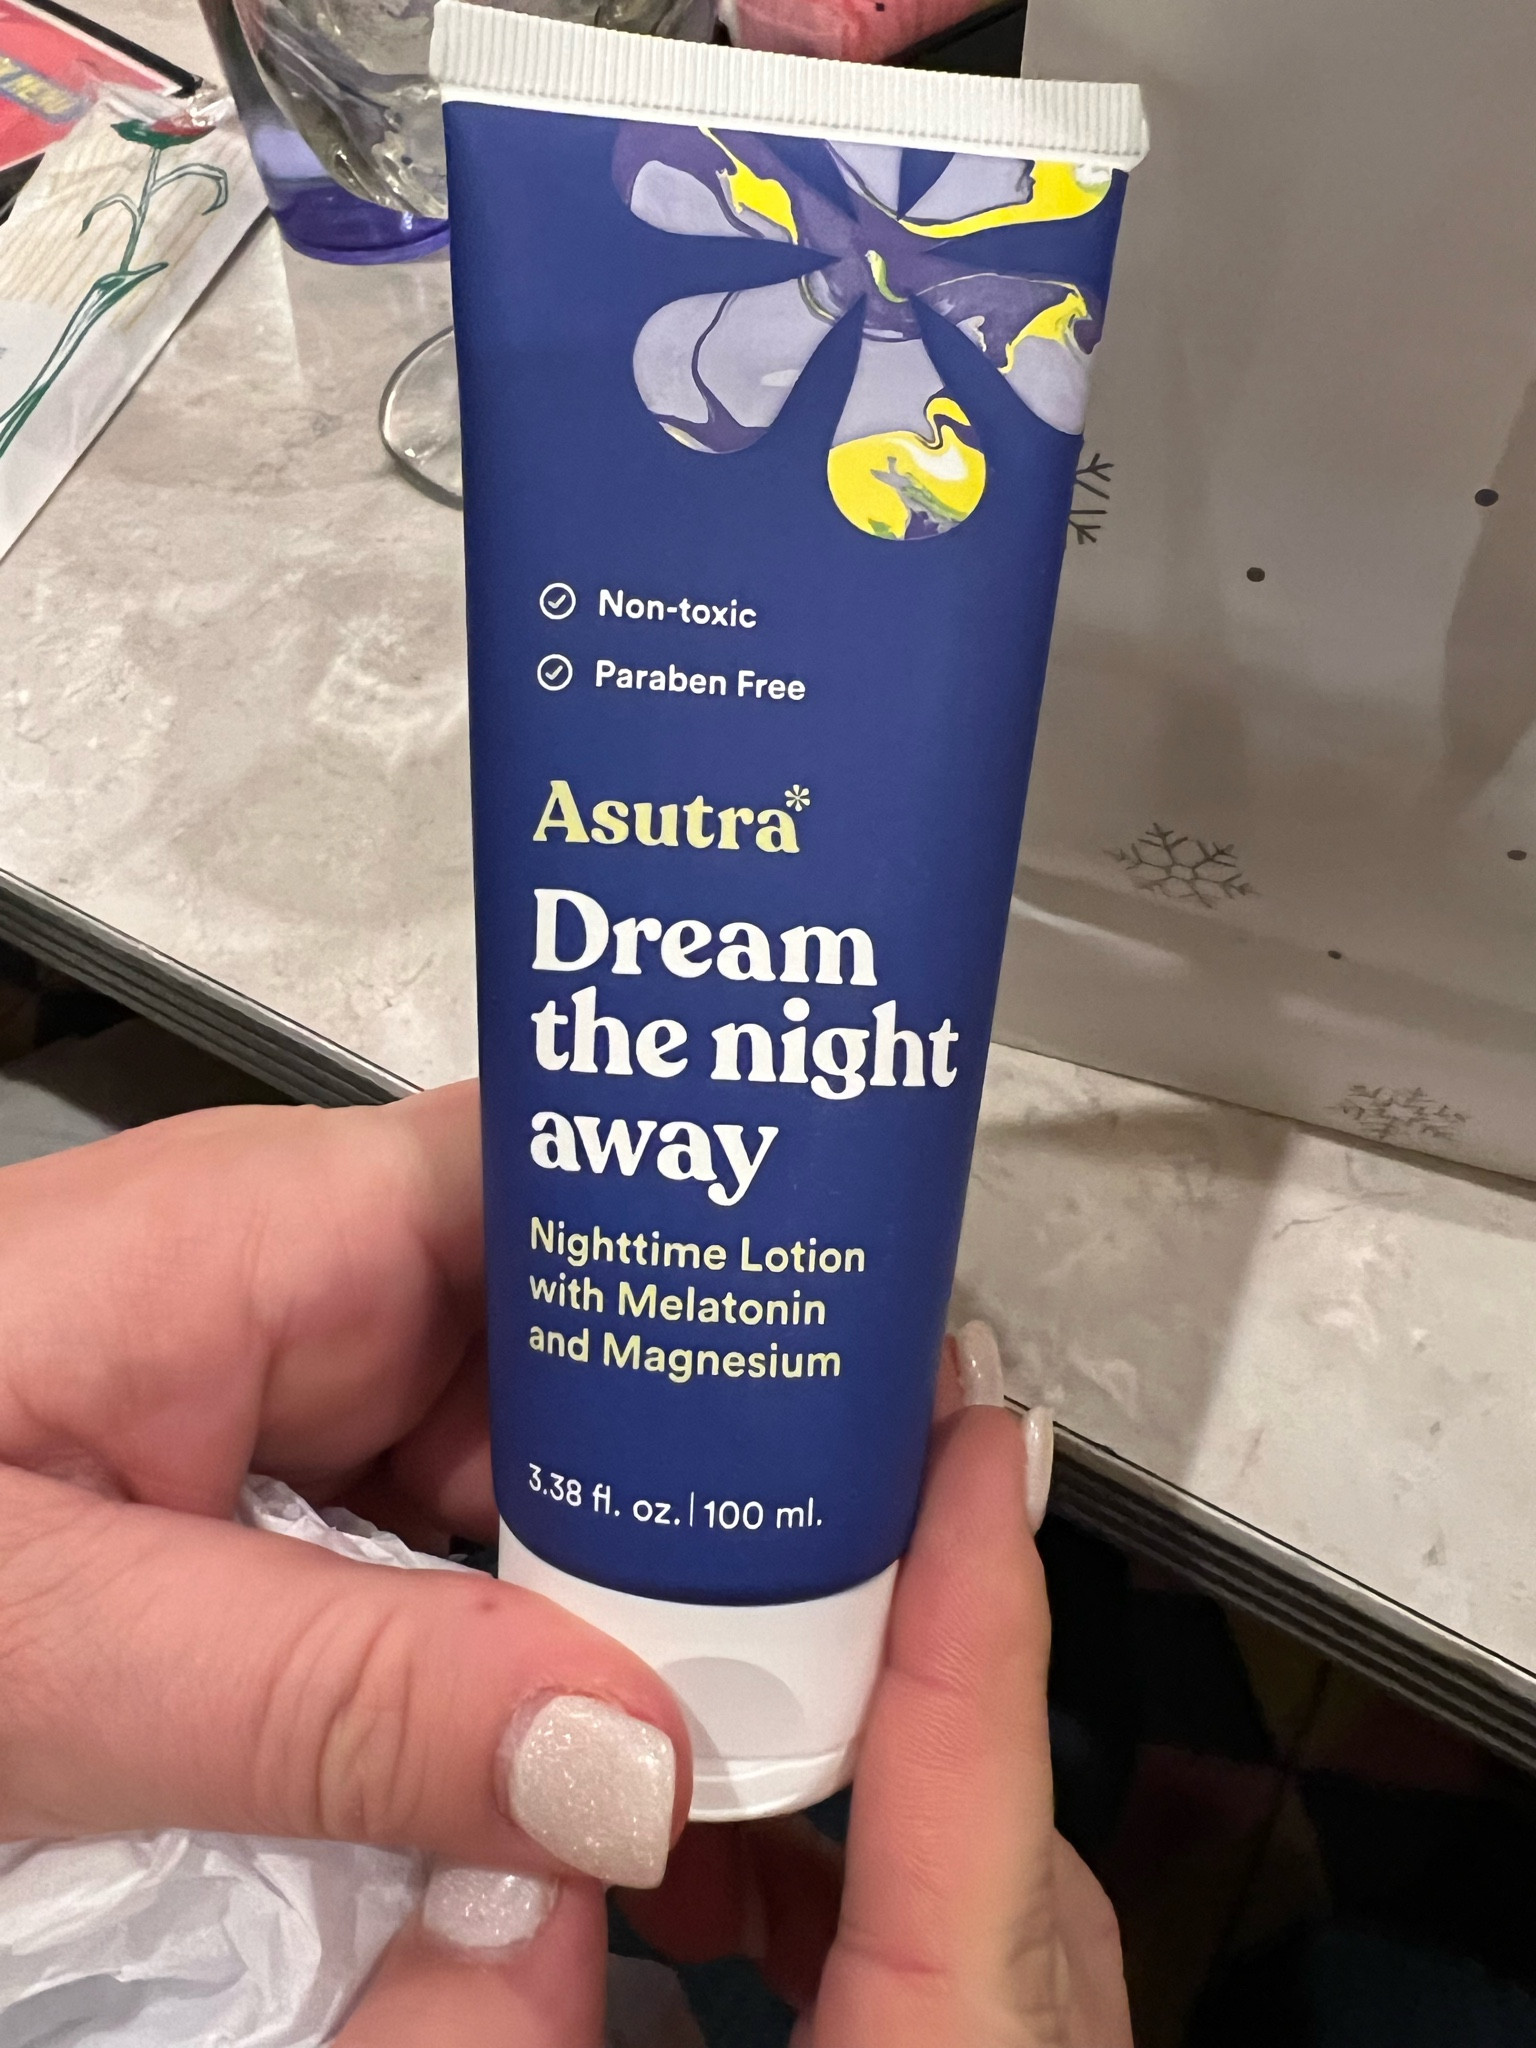 Non-toxic
Paraben Free
Asutra*
Dream
the night
away
Nighttime Lotion
with Melatonin
and Magnesium
3.38 fl. oz. | 100 ml.